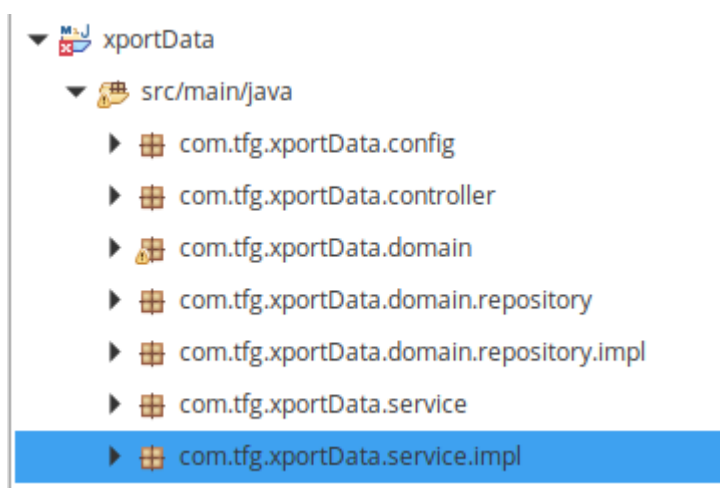 xportData
src/main/java
com.tfg.xportData.config
com.tfg.xportData.controller
com.tfg.xportData.domain
com.tfg.xportData.domain.repository
com.tfg.xportData.domain.repository.impl
com.tfg.xportData.service
com.tfg.xportData.service.impl